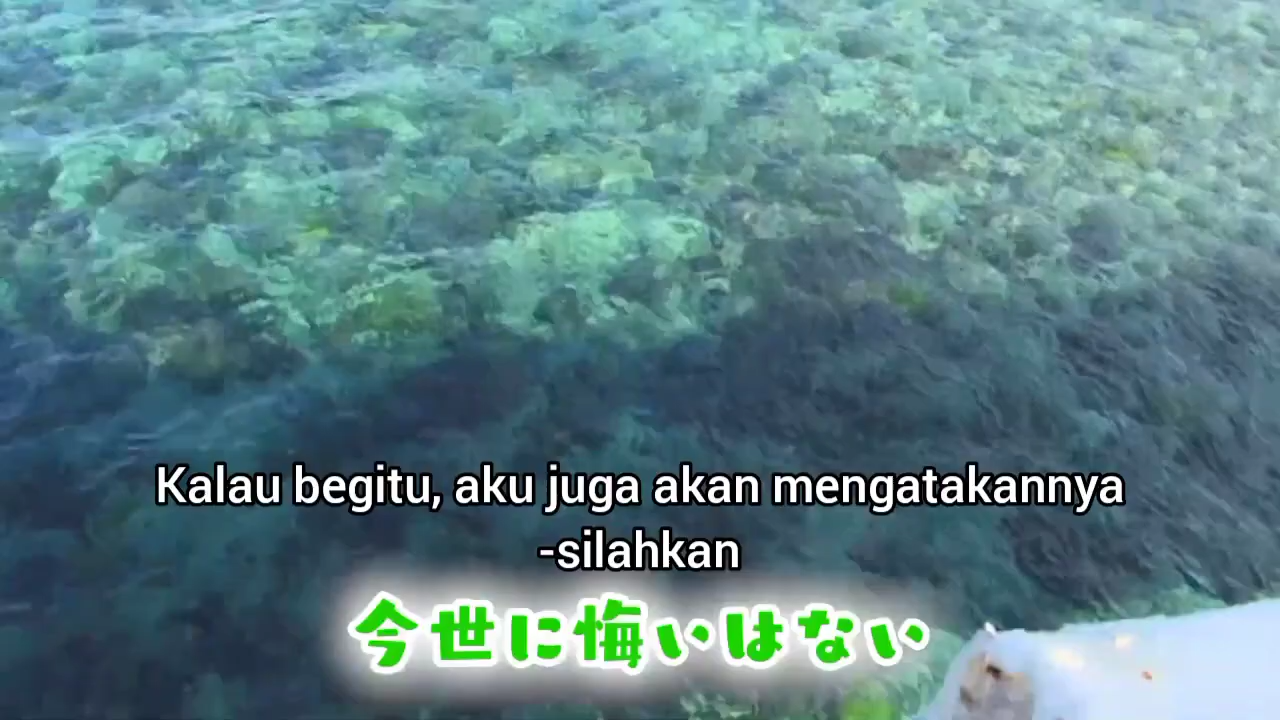 Kalau begitu, aku juga akan mengatakannya
-silahkan
今世に悔いはない